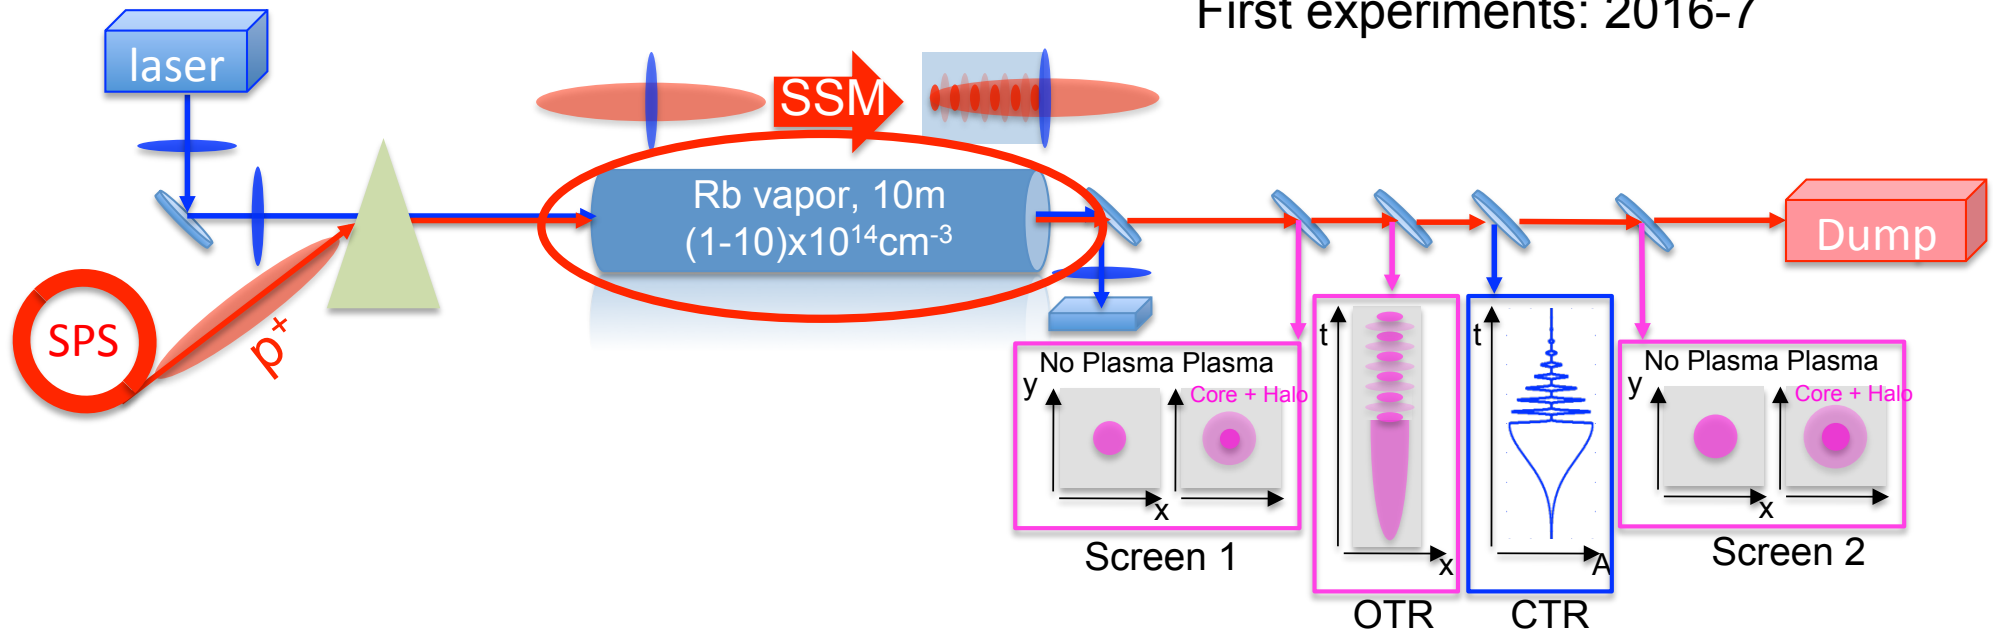 First experiments: 2016-7
laser
SSM
Rb vapor, 10m
(1-10)x10¹⁴cm⁻³
SPS
p⁺
Dump
No Plasma Plasma
y
Core + Halo
x
Screen 1
t
x
OTR
t
A
CTR
No Plasma Plasma
y
Core + Halo
x
Screen 2